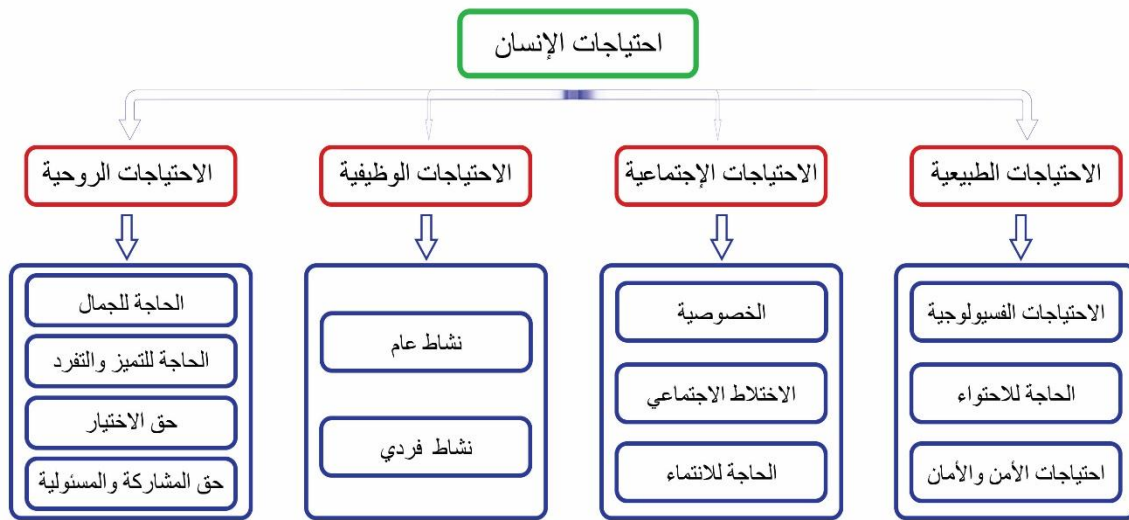 احتياجات الإنسان
الاحتياجات الطبيعية
الاحتياجات الإجتماعية
الاحتياجات الوظيفية
الاحتياجات الروحية
الاحتياجات الفسيولوجية
الحاجة للاحتواء
احتياجات الأمن والأمان
الخصوصية
الاختلاط الاجتماعي
الحاجة للانتماء
نشاط عام
نشاط فردي
الحاجة للجمال
الحاجة للتميز والتفرد
حق الاختيار
حق المشاركة والمسئولية